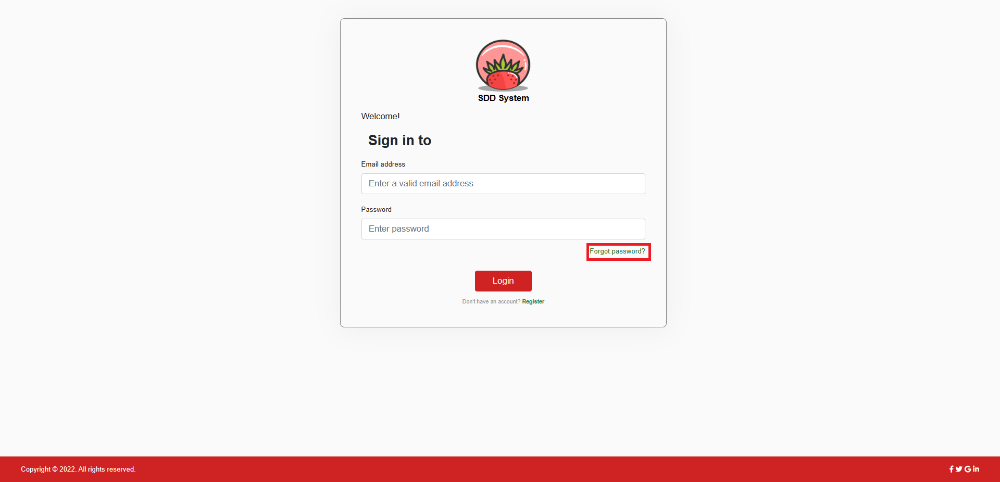 SDD System
Welcome!
Sign in to
Email address
Enter a valid email address
Password
Enter password
Forgot password?
Login
Don't have an account? Register
Copyright © 2022. All rights reserved.